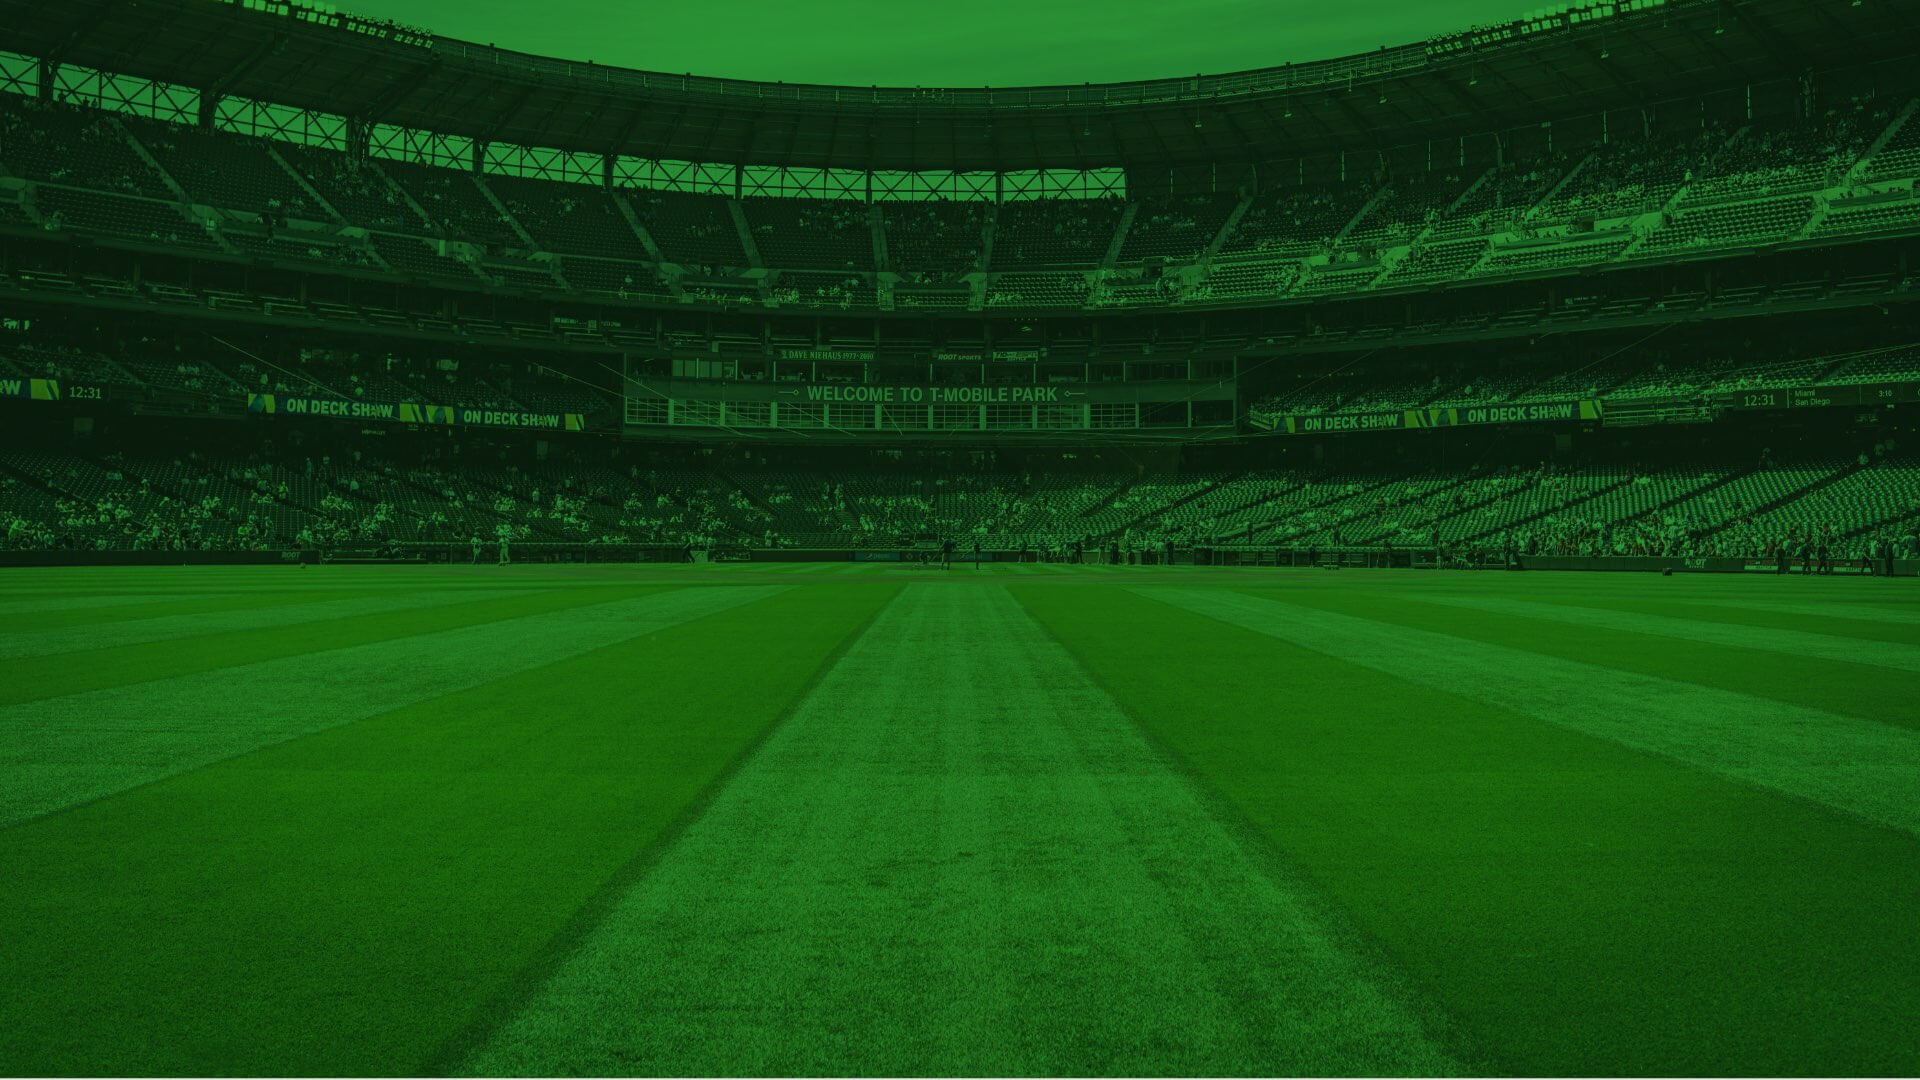 DAVE NIEHAUS 1977-2010
ROOT SPORTS
WELCOME TO T-MOBILE PARK
W
12:31
ON DECK SHOW
ON DECK SHOW
ON DECK SHOW
ON DECK SHOW
12:31
Miami
San Diego
3:10
ROOT
ROOT